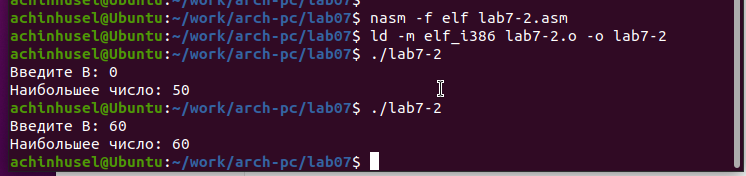 achinhusel@Ubuntu:~/work/arch-pc/lab07$
achinhusel@Ubuntu:~/work/arch-pc/lab07$ nasm -f elf lab7-2.asm
achinhusel@Ubuntu:~/work/arch-pc/lab07$ ld -m elf_i386 lab7-2.o -o lab7-2
achinhusel@Ubuntu:~/work/arch-pc/lab07$ ./lab7-2
Введите B: 0
Наибольшее число: 50
achinhusel@Ubuntu:~/work/arch-pc/lab07$ ./lab7-2
Введите B: 60
Наибольшее число: 60
achinhusel@Ubuntu:~/work/arch-pc/lab07$